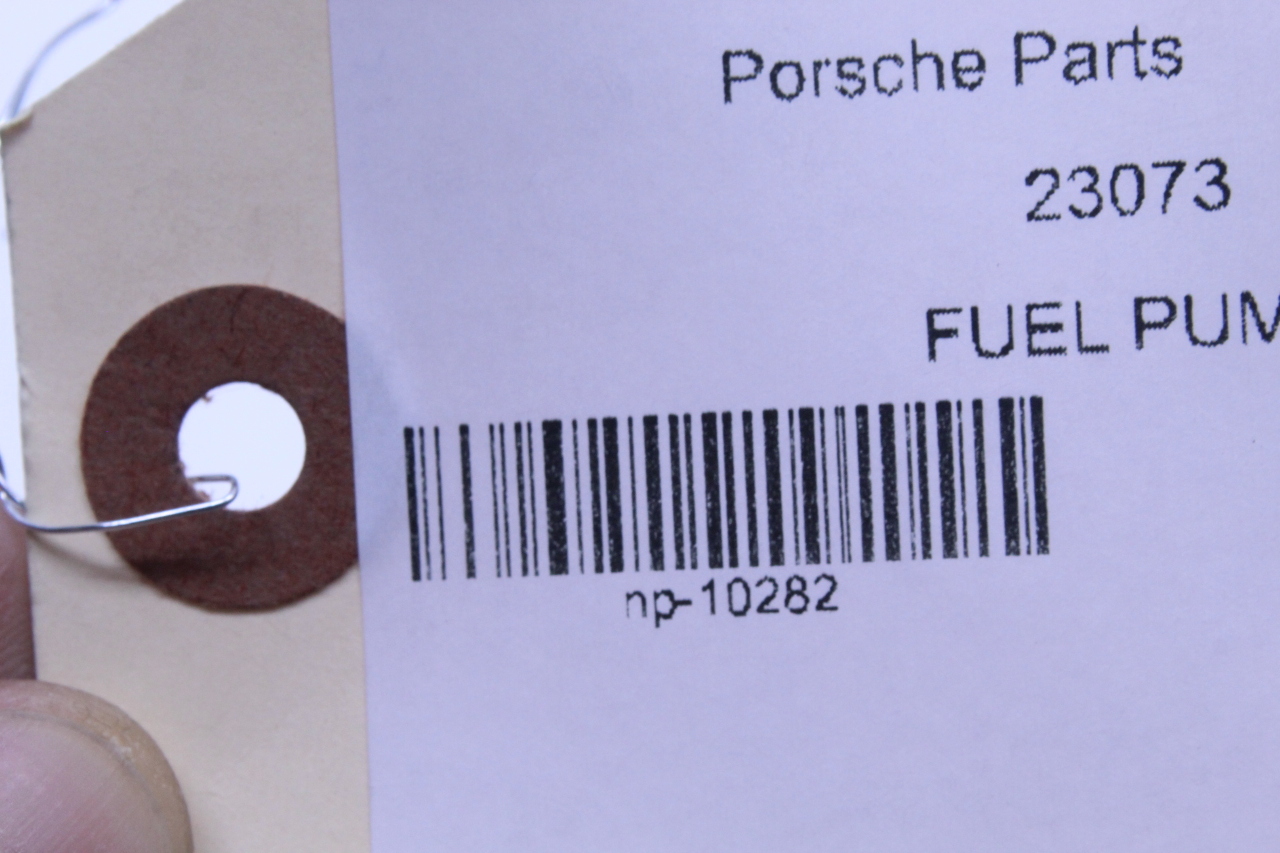 Porsche Parts
23073
FUEL PUM
np-10282